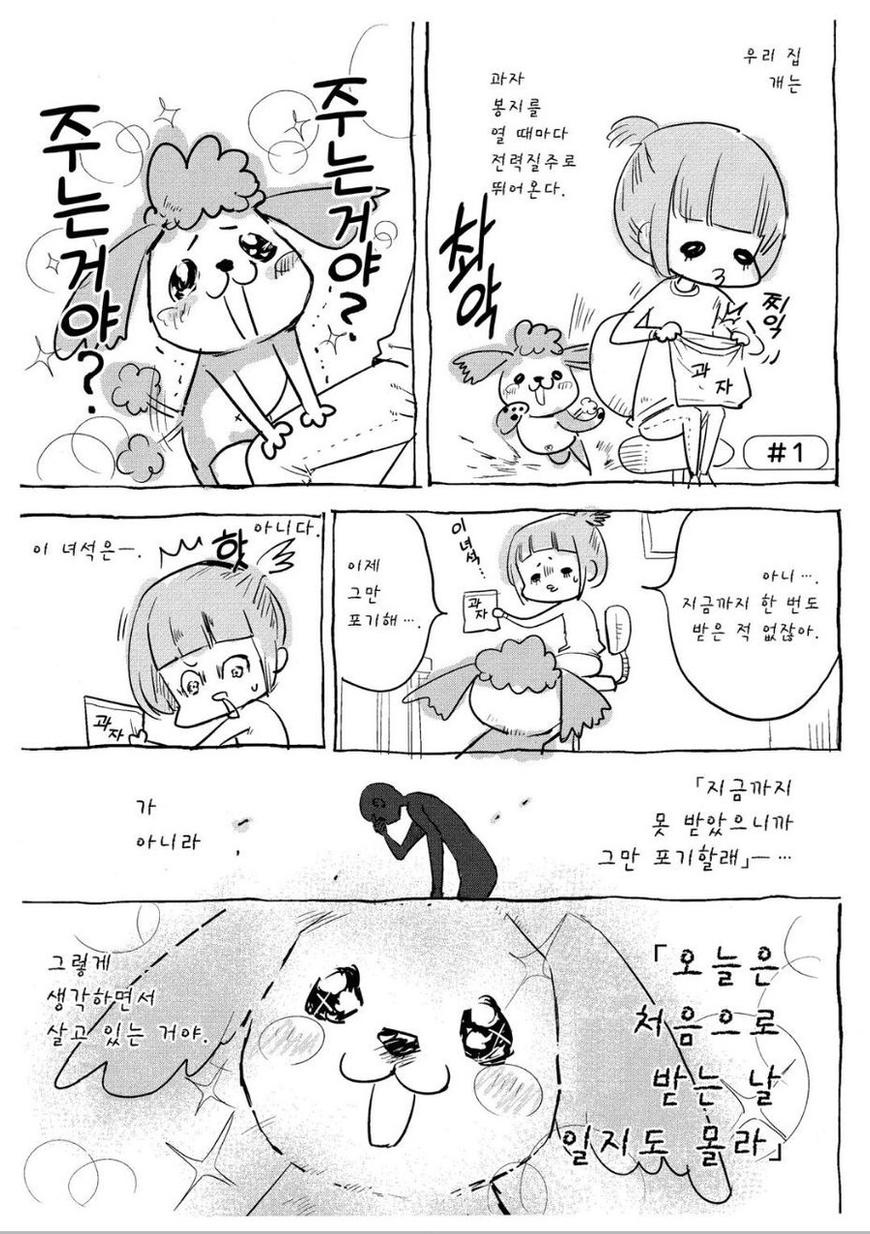 우리 집
개는
과자
봉지를
열 때마다
전력질주로
뛰어온다.
촤악
찌익
과자
#1
주는거야?
주는거야?
아니….
지금까지 한 번도
받은 적 없잖아.
이 녀석…
과자
이제
그만
포기해….
핫
아니다.
이 녀석은―.
과자
「지금까지
못 받았으니까
그만 포기할래」―…
가
아니라
「오늘은
처음으로
받는 날
일지도 몰라」
그렇게
생각하면서
살고 있는 거야.